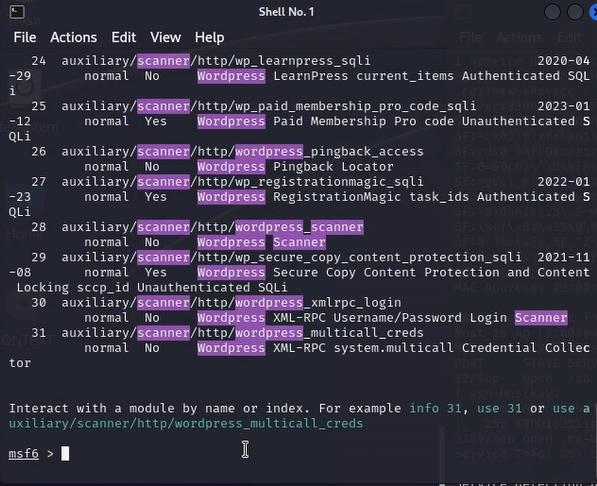 Shell No. 1
File Actions Edit View Help
24 auxiliary/scanner/http/wp_learnpress_sqli 2020-04
-29 normal No Wordpress LearnPress current_items Authenticated SQL
i
25 auxiliary/scanner/http/wp_paid_membership_pro_code_sqli 2023-01
-12 normal Yes Wordpress Paid Membership Pro code Unauthenticated S
QLi
26 auxiliary/scanner/http/wordpress_pingback_access
normal No Wordpress Pingback Locator
27 auxiliary/scanner/http/wp_registrationmagic_sqli 2022-01
-23 normal Yes Wordpress RegistrationMagic task_ids Authenticated S
QLi
28 auxiliary/scanner/http/wordpress_scanner
normal No Wordpress Scanner
29 auxiliary/scanner/http/wp_secure_copy_content_protection_sqli 2021-11
-08 normal Yes Wordpress Secure Copy Content Protection and Content
Locking sccp_id Unauthenticated SQLi
30 auxiliary/scanner/http/wordpress_xmlrpc_login
normal No Wordpress XML-RPC Username/Password Login Scanner
31 auxiliary/scanner/http/wordpress_multicall_creds
normal No Wordpress XML-RPC system.multicall Credential Collec
tor
Interact with a module by name or index. For example info 31, use 31 or use a
uxiliary/scanner/http/wordpress_multicall_creds
msf6 >